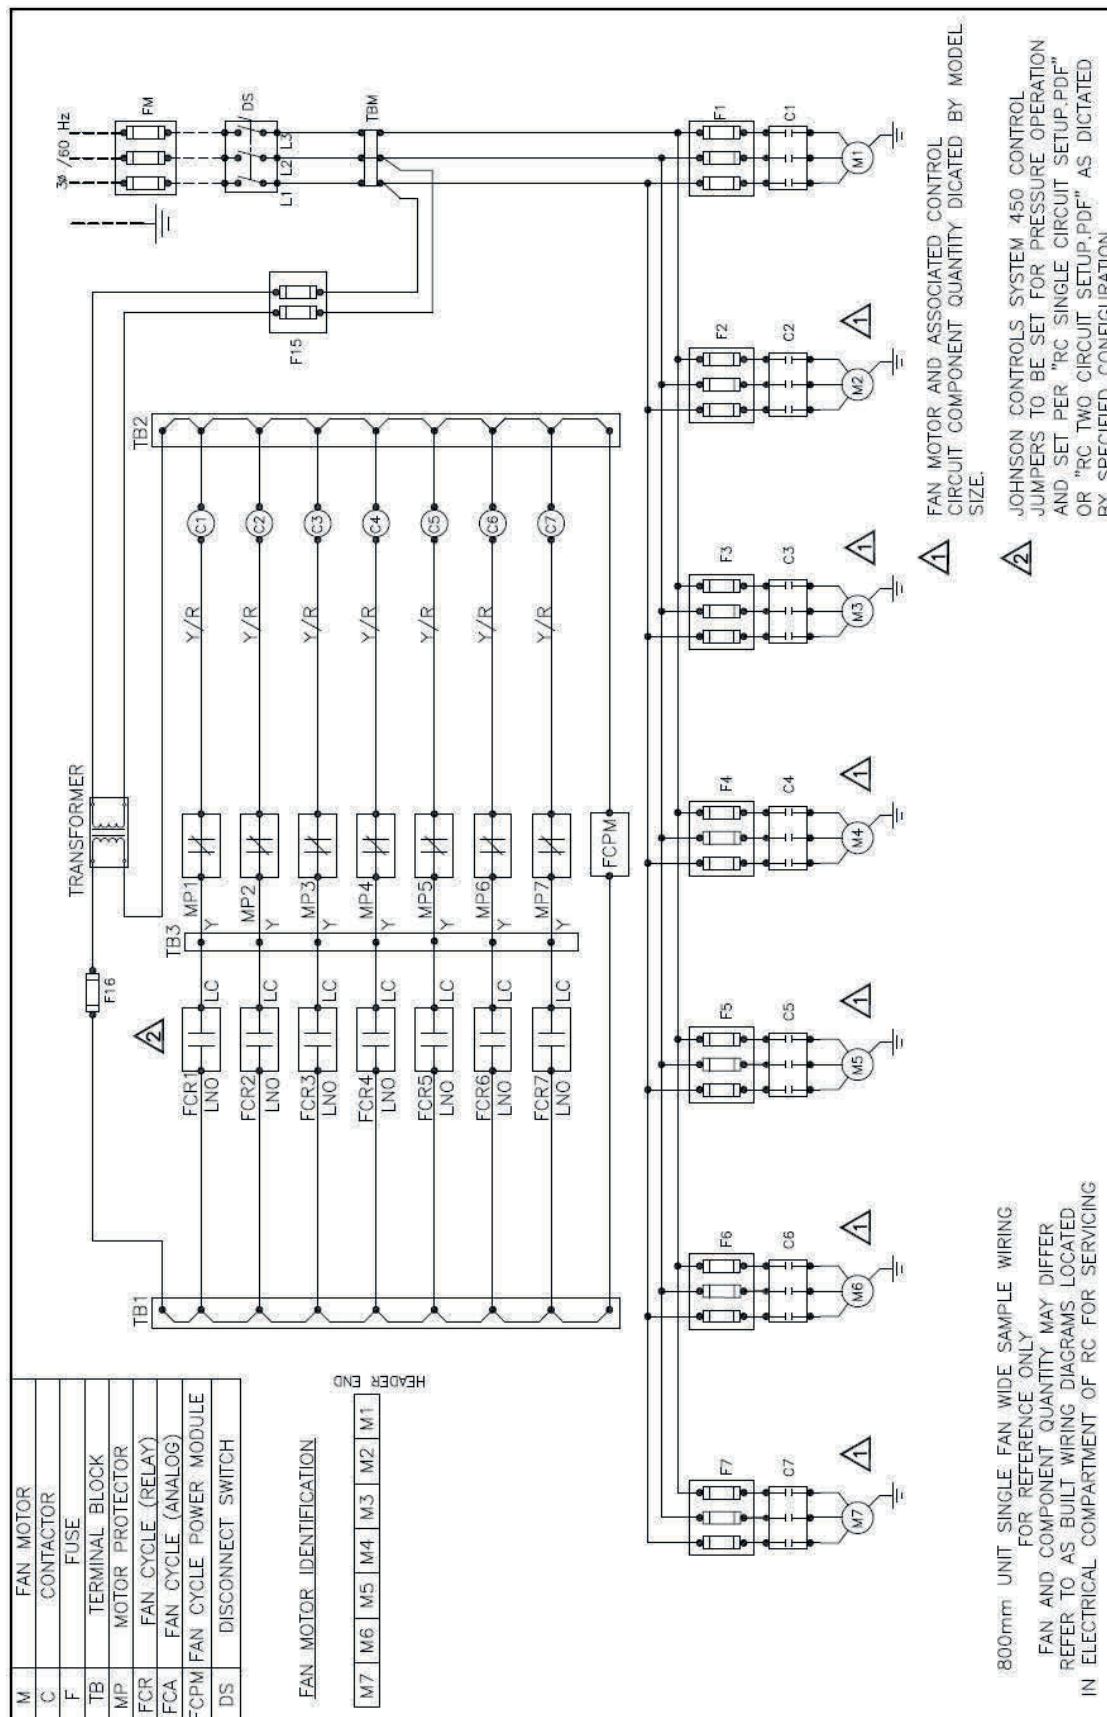 M FAN MOTOR
C CONTACTOR
F FUSE
TB TERMINAL BLOCK
MP MOTOR PROTECTOR
FCR FAN CYCLE (RELAY)
FCA FAN CYCLE (ANALOG)
FCPM FAN CYCLE POWER MODULE
DS DISCONNECT SWITCH
FAN MOTOR IDENTIFICATION
M7 M6 M5 M4 M3 M2 M1
HEADER END
TRANSFORMER
F16
F15
3ø /60 Hz
FM
DS
L1 L2 L3
TBM
TB1
TB3
TB2
2
FCR1 LNO LC Y MP1 Y/R C1
FCR2 LNO LC Y MP2 Y/R C2
FCR3 LNO LC Y MP3 Y/R C3
FCR4 LNO LC Y MP4 Y/R C4
FCR5 LNO LC Y MP5 Y/R C5
FCR6 LNO LC Y MP6 Y/R C6
FCR7 LNO LC Y MP7 Y/R C7
FCPM
F7 F6 F5 F4 F3 F2 F1
C7 C6 C5 C4 C3 C2 C1
M7 M6 M5 M4 M3 M2 M1
1 1 1 1 1 1
800mm UNIT SINGLE FAN WIDE SAMPLE WIRING
FOR REFERENCE ONLY
FAN AND COMPONENT QUANTITY MAY DIFFER
REFER TO AS BUILT WIRING DIAGRAMS LOCATED
IN ELECTRICAL COMPARTMENT OF RC FOR SERVICING
1
FAN MOTOR AND ASSOCIATED CONTROL
CIRCUIT COMPONENT QUANTITY DICATED BY MODEL
SIZE.
2
JOHNSON CONTROLS SYSTEM 450 CONTROL
JUMPERS TO BE SET FOR PRESSURE OPERATION
AND SET PER "RC SINGLE CIRCUIT SETUP.PDF"
OR "RC TWO CIRCUIT SETUP.PDF" AS DICTATED
BY SPECIFIED CONFIGURATION